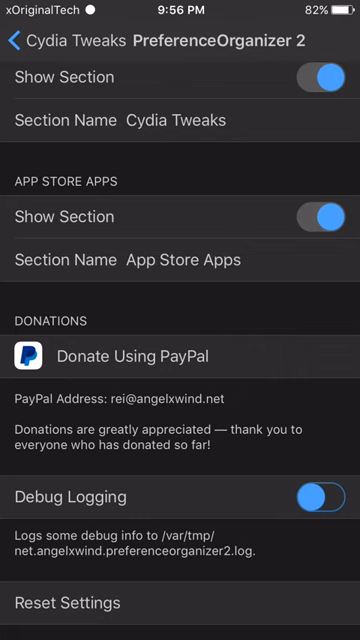 xOriginalTech 9:56 PM 82%
Cydia Tweaks PreferenceOrganizer 2
Show Section
Section Name Cydia Tweaks
APP STORE APPS
Show Section
Section Name App Store Apps
DONATIONS
Donate Using PayPal
PayPal Address: rei@angelxwind.net
Donations are greatly appreciated — thank you to
everyone who has donated so far!
Debug Logging
Logs some debug info to /var/tmp/
net.angelxwind.preferenceorganizer2.log.
Reset Settings